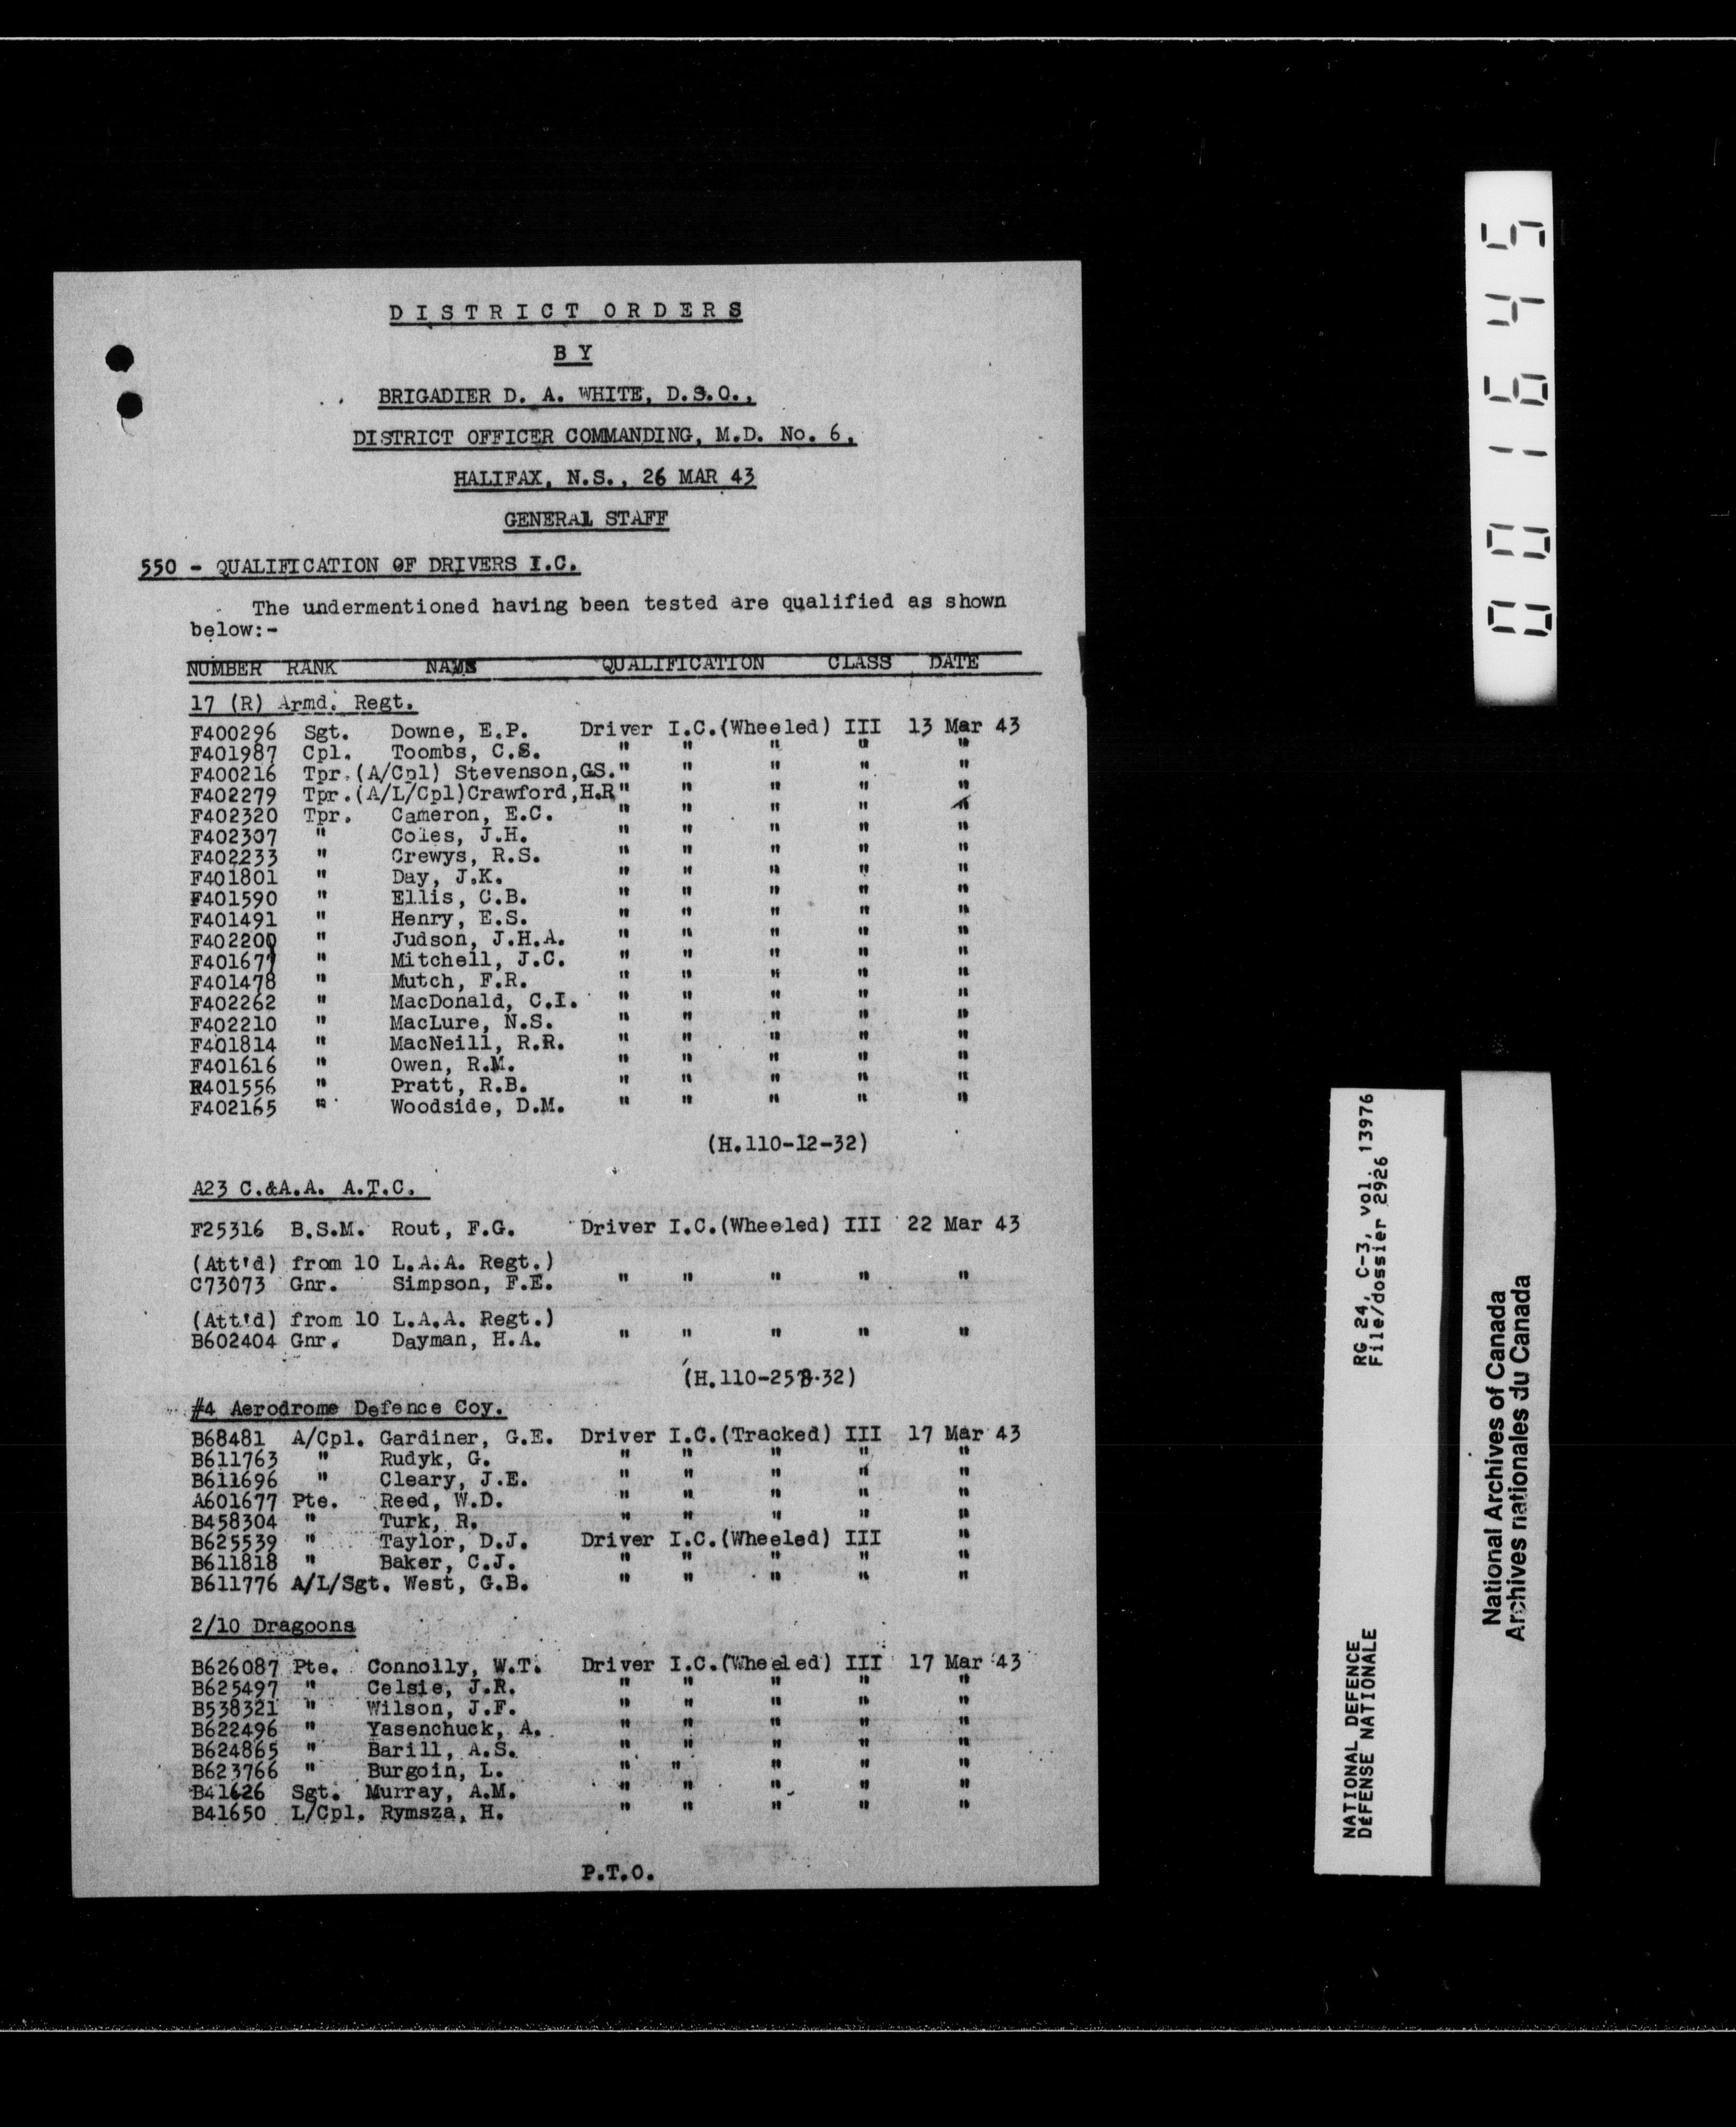 DISTRICT ORDERS
BY
BRIGADIER D. A. WHITE, D.S.O.,
DISTRICT OFFICER COMMANDING, M.D. No. 6,
HALIFAX, N.S., 26 MAR 43
GENERAL STAFF
550 - QUALIFICATION OF DRIVERS I.C.
The undermentioned having been tested are qualified as shown
below:-
NUMBER RANK NAME QUALIFICATION CLASS DATE
17 (R) Armd. Regt.
F400296 Sgt. Downe, E.P. Driver I.C.(Wheeled) III 13 Mar 43
F401987 Cpl. Toombs, C.S. " " " " "
F400216 Tpr.(A/Cpl) Stevenson,GS." " " " "
F402279 Tpr.(A/L/Cpl)Crawford,H.R" " " " "
F402320 Tpr. Cameron, E.C. " " " " "
F402307 " Coles, J.H. " " " " "
F402233 " Crewys, R.S. " " " " "
F401801 " Day, J.K. " " " " "
F401590 " Ellis, C.B. " " " " "
F401491 " Henry, E.S. " " " " "
F402200 " Judson, J.H.A. " " " " "
F401677 " Mitchell, J.C. " " " " "
F401478 " Mutch, F.R. " " " " "
F402262 " MacDonald, C.I. " " " " "
F402210 " MacLure, N.S. " " " " "
F401814 " MacNeill, R.R. " " " " "
F401616 " Owen, R.M. " " " " "
R401556 " Pratt, R.B. " " " " "
F402165 " Woodside, D.M. " " " " "
(H.110-12-32)
A23 C.&A.A. A.T.C.
F25316 B.S.M. Rout, F.G. Driver I.C.(Wheeled) III 22 Mar 43
(Att'd) from 10 L.A.A. Regt.)
C73073 Gnr. Simpson, F.E. " " " " "
(Att'd) from 10 L.A.A. Regt.)
B602404 Gnr. Dayman, H.A. " " " " "
(H.110-258-32)
#4 Aerodrome Defence Coy.
B68481 A/Cpl. Gardiner, G.E. Driver I.C.(Tracked) III 17 Mar 43
B611763 " Rudyk, G. " " " " "
B611696 " Cleary, J.E. " " " " "
A601677 Pte. Reed, W.D. " " " " "
B458304 " Turk, R. " " " " "
B625539 " Taylor, D.J. Driver I.C.(Wheeled) III "
B611818 " Baker, C.J. " " " " "
B611776 A/L/Sgt. West, G.B. " " " " "
2/10 Dragoons
B626087 Pte. Connolly, W.T. Driver I.C.(Wheeled) III 17 Mar 43
B625497 " Celsie, J.R. " " " " "
B538321 " Wilson, J.F. " " " " "
B622496 " Yasenchuck, A. " " " " "
B624865 " Barill, A.S. " " " " "
B623766 " Burgoin, L. " " " " "
B41626 Sgt. Murray, A.M. " " " " "
B41650 L/Cpl. Rymsza, H. " " " " "
P.T.O.
001645
NATIONAL DEFENCE RG 24, C-3, vol. 13976
DéFENSE NATIONALE File/dossier 2926
National Archives of Canada
Archives nationales du Canada